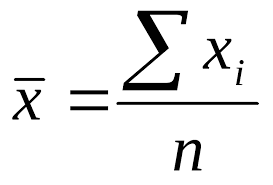 x̄ = ∑ xᵢ / n